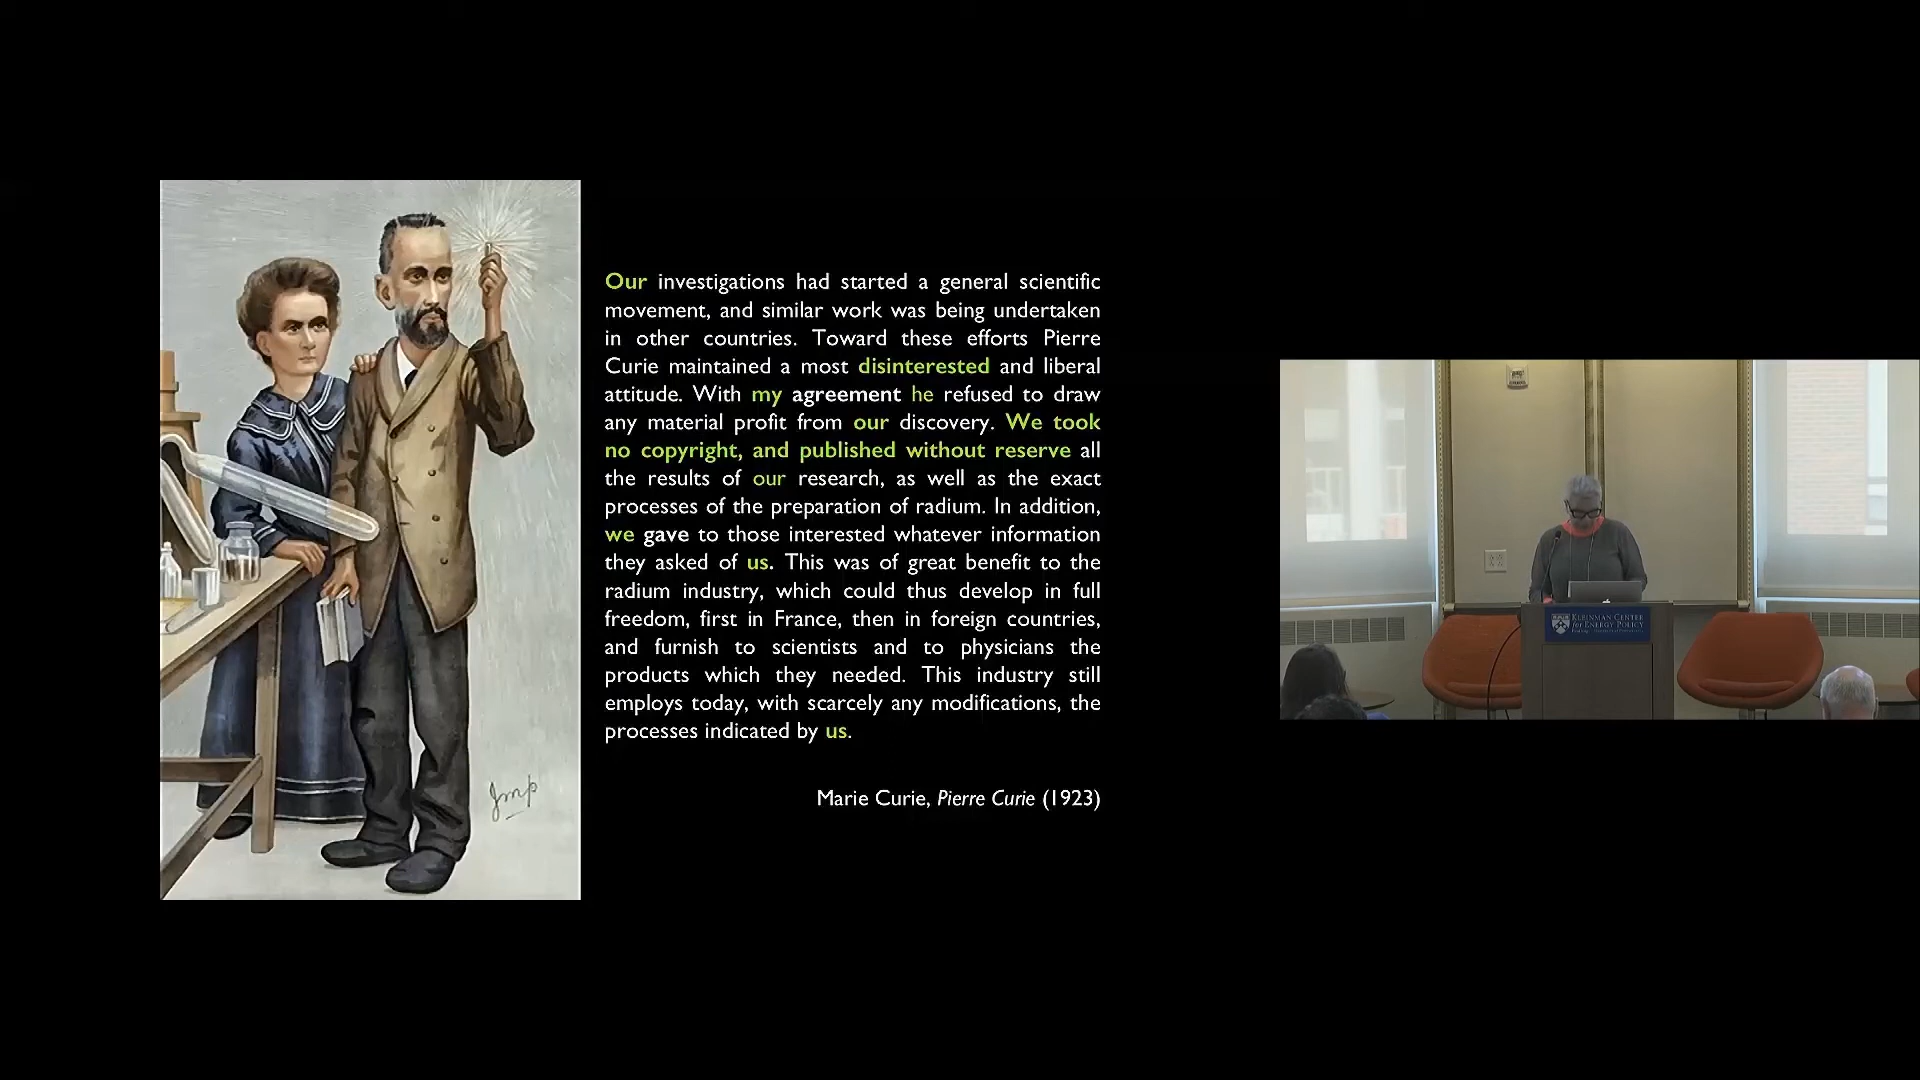 Our investigations had started a general scientific
movement, and similar work was being undertaken
in other countries. Toward these efforts Pierre
Curie maintained a most disinterested and liberal
attitude. With my agreement he refused to draw
any material profit from our discovery. We took
no copyright, and published without reserve all
the results of our research, as well as the exact
processes of the preparation of radium. In addition,
we gave to those interested whatever information
they asked of us. This was of great benefit to the
radium industry, which could thus develop in full
freedom, first in France, then in foreign countries,
and furnish to scientists and to physicians the
products which they needed. This industry still
employs today, with scarcely any modifications, the
processes indicated by us.
Marie Curie, Pierre Curie (1923)
Jmp
KLEINMAN CENTER
for ENERGY POLICY